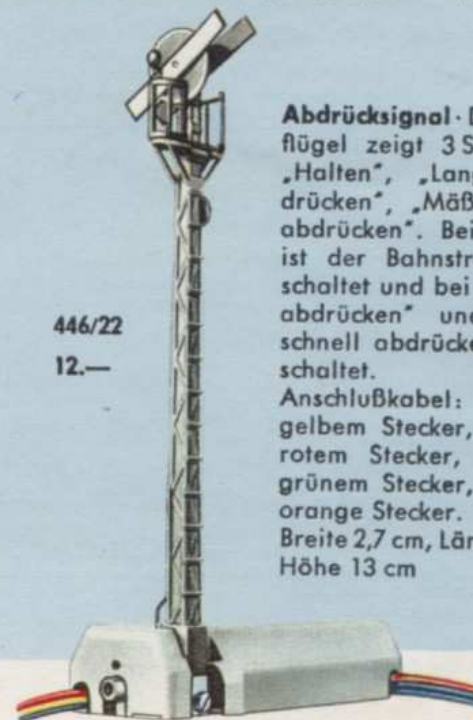 446/22
12.—
Abdrücksignal · D
flügel zeigt 3 S
„Halten“, „Lang
drücken“, „Mäß
abdrücken“. Bei
ist der Bahnstr
schaltet und bei
abdrücken“ un
schnell abdrücke
schaltet.
Anschlußkabel:
gelbem Stecker,
rotem Stecker,
grünem Stecker,
orange Stecker.
Breite 2,7 cm, Län
Höhe 13 cm